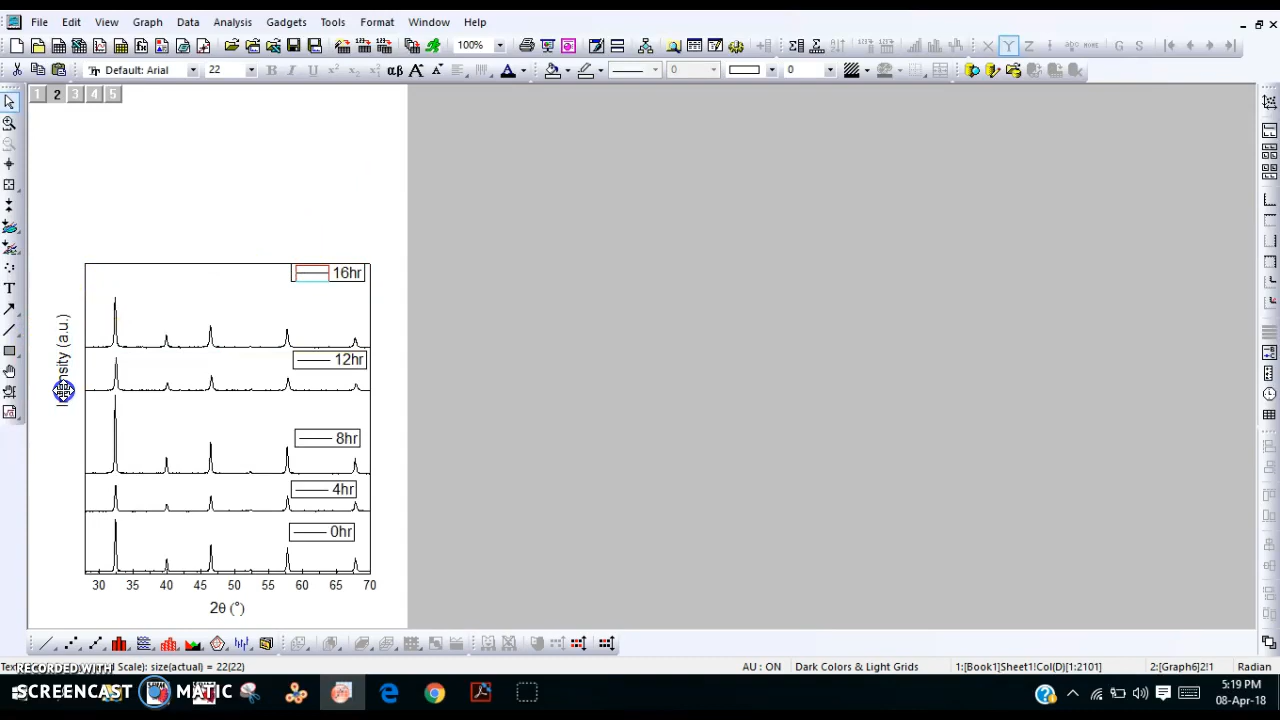 File Edit View Graph Data Analysis Gadgets Tools Format Window Help
100%
Default: Arial 22 B I U αβ A A A 0 0
1 2 3 4 5
16hr
12hr
8hr
4hr
0hr
30 35 40 45 50 55 60 65 70
2θ (°)
AU : ON Dark Colors & Light Grids 1:[Book1]Sheet1!Col(D)[1:2101] 2:[Graph6]2!1 Radian
Scale): size(actual) = 22(22)
RECORDED WITH
SCREENCAST MATIC
5:19 PM
08-Apr-18